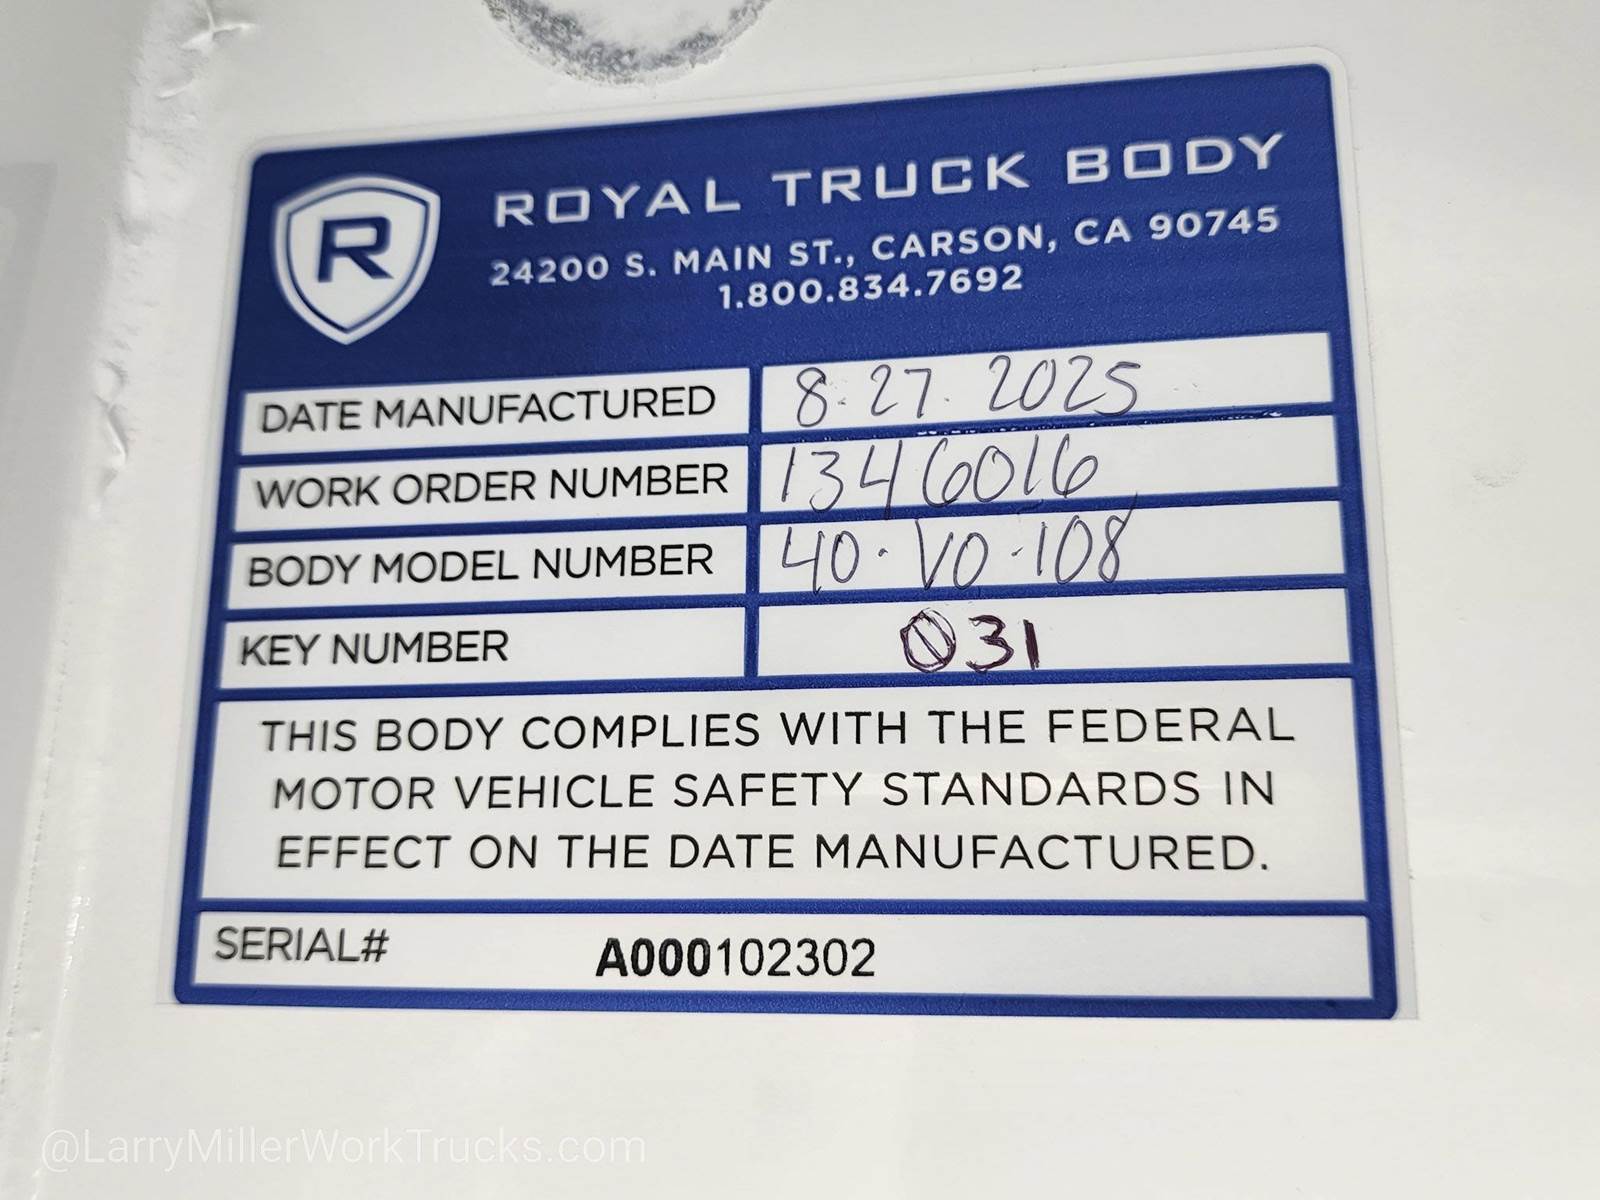 R
ROYAL TRUCK BODY
24200 S. MAIN ST., CARSON, CA 90745
1.800.834.7692
DATE MANUFACTURED 8-27-2025
WORK ORDER NUMBER 1346016
BODY MODEL NUMBER 40-VO-108
KEY NUMBER 031
THIS BODY COMPLIES WITH THE FEDERAL
MOTOR VEHICLE SAFETY STANDARDS IN
EFFECT ON THE DATE MANUFACTURED.
SERIAL# A000102302
@LarryMillerWorkTrucks.com